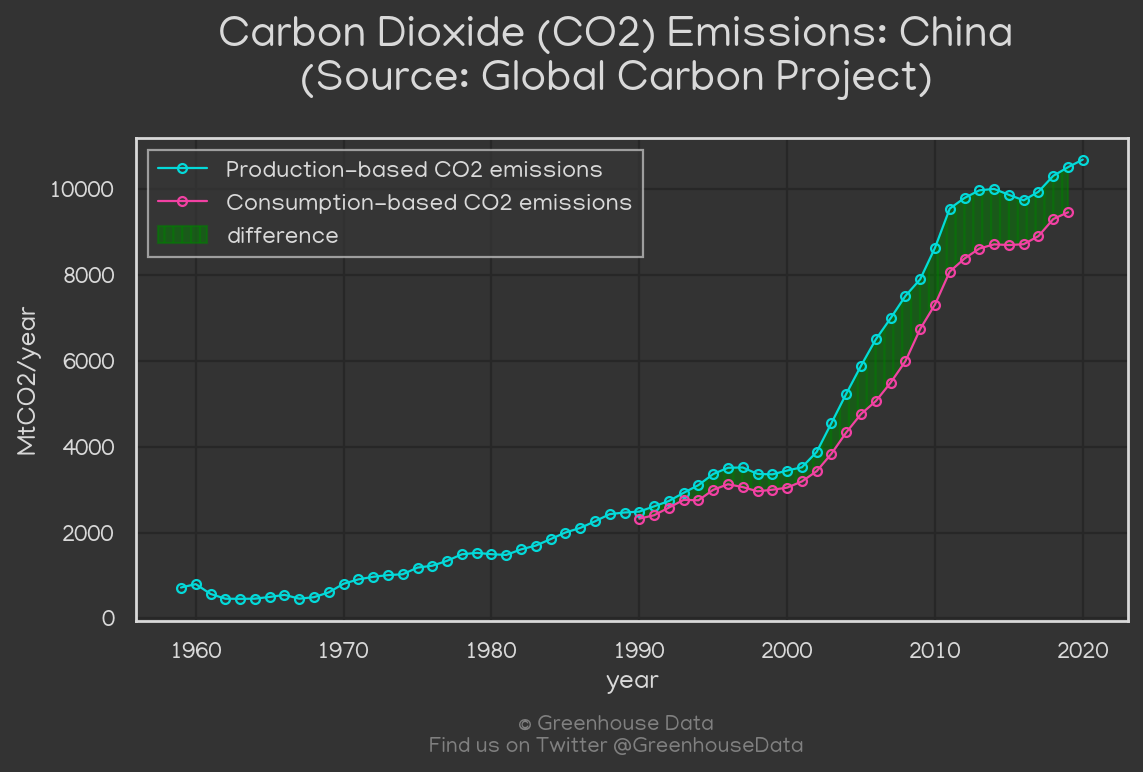 Carbon Dioxide (CO2) Emissions: China
(Source: Global Carbon Project)
Production-based CO2 emissions
Consumption-based CO2 emissions
difference
MtCO2/year
10000
8000
6000
4000
2000
0
1960 1970 1980 1990 2000 2010 2020
year
© Greenhouse Data
Find us on Twitter @GreenhouseData